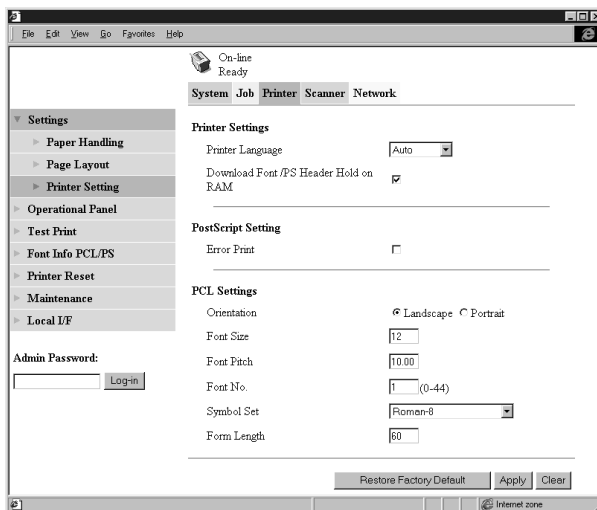 File Edit View Go Favorites Help
On-line
Ready
System Job Printer Scanner Network
Settings
Paper Handling
Page Layout
Printer Setting
Operational Panel
Test Print
Font Info PCL/PS
Printer Reset
Maintenance
Local I/F
Admin Password:
Log-in
Printer Settings
Printer Language Auto
Download Font /PS Header Hold on
RAM
PostScript Setting
Error Print
PCL Settings
Orientation Landscape Portrait
Font Size 12
Font Pitch 10.00
Font No. 1 (0-44)
Symbol Set Roman-8
Form Length 60
Restore Factory Default Apply Clear
Internet zone